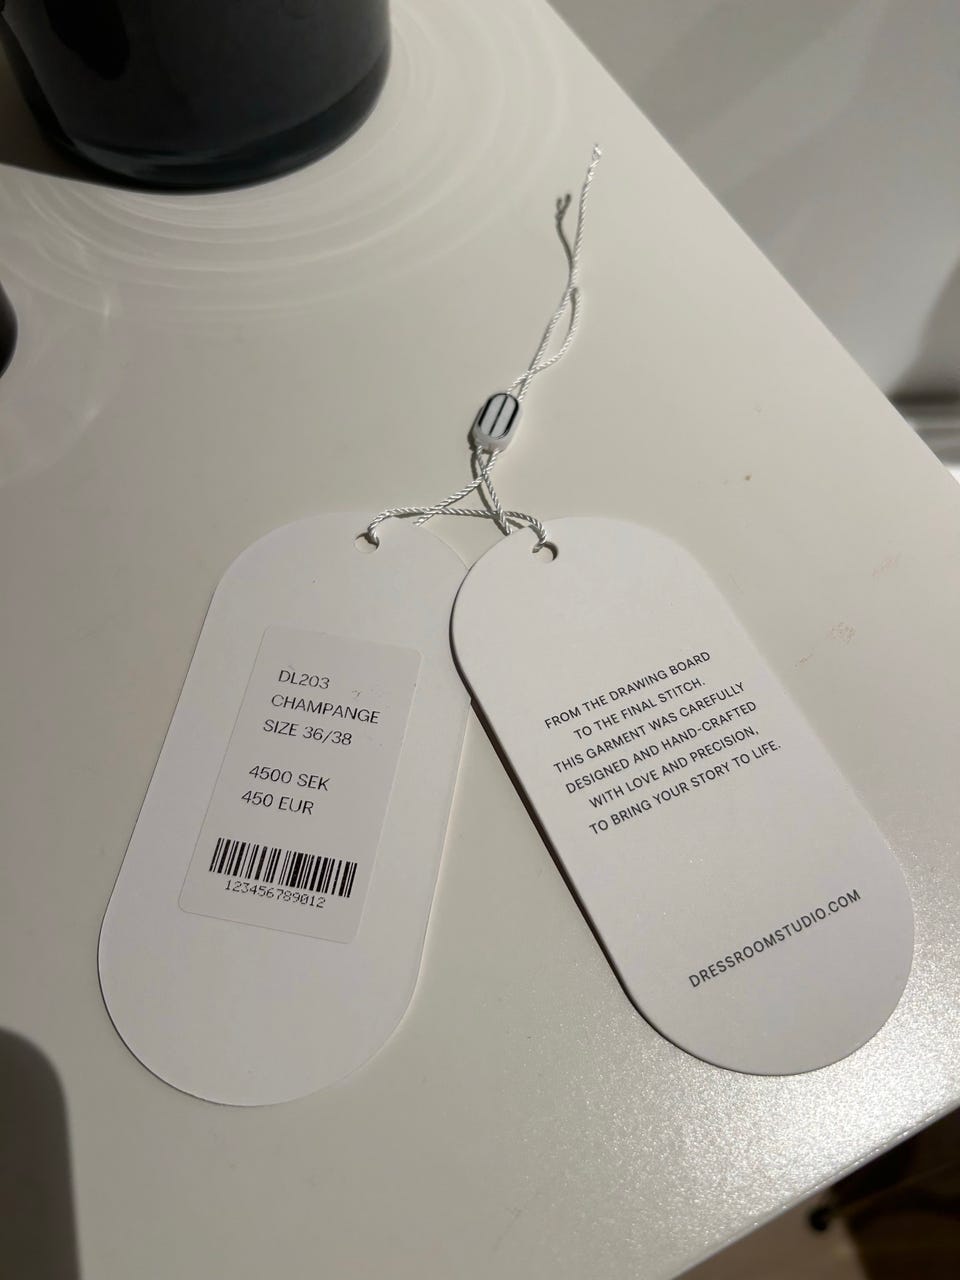 DL203
CHAMPANGE
SIZE 36/38
4500 SEK
450 EUR
123456789012
FROM THE DRAWING BOARD
TO THE FINAL STITCH.
THIS GARMENT WAS CAREFULLY
DESIGNED AND HAND-CRAFTED
WITH LOVE AND PRECISION,
TO BRING YOUR STORY TO LIFE.
DRESSROOMSTUDIO.COM